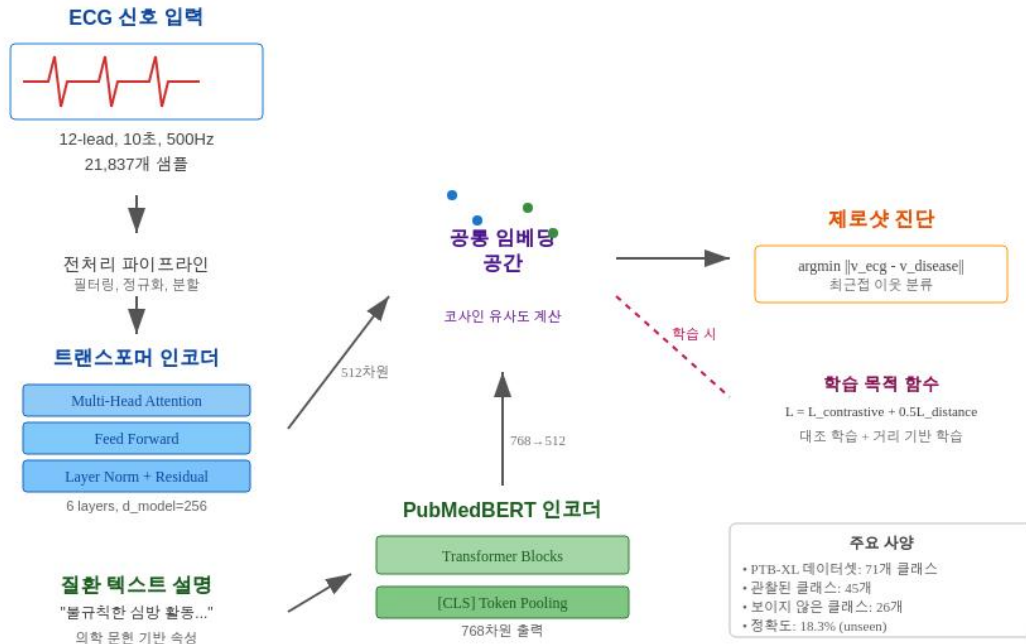 ECG 신호 입력
12-lead, 10초, 500Hz
21,837개 샘플
전처리 파이프라인
필터링, 정규화, 분할
트랜스포머 인코더
Multi-Head Attention
Feed Forward
Layer Norm + Residual
6 layers, d_model=256
질환 텍스트 설명
"불규칙한 심방 활동..."
의학 문헌 기반 속성
512차원
공통 임베딩
공간
코사인 유사도 계산
768→512
PubMedBERT 인코더
Transformer Blocks
[CLS] Token Pooling
768차원 출력
제로샷 진단
argmin ||v_ecg - v_disease||
최근접 이웃 분류
학습 시
학습 목적 함수
L = L_contrastive + 0.5L_distance
대조 학습 + 거리 기반 학습
주요 사양
• PTB-XL 데이터셋: 71개 클래스
• 관찰된 클래스: 45개
• 보이지 않은 클래스: 26개
• 정확도: 18.3% (unseen)